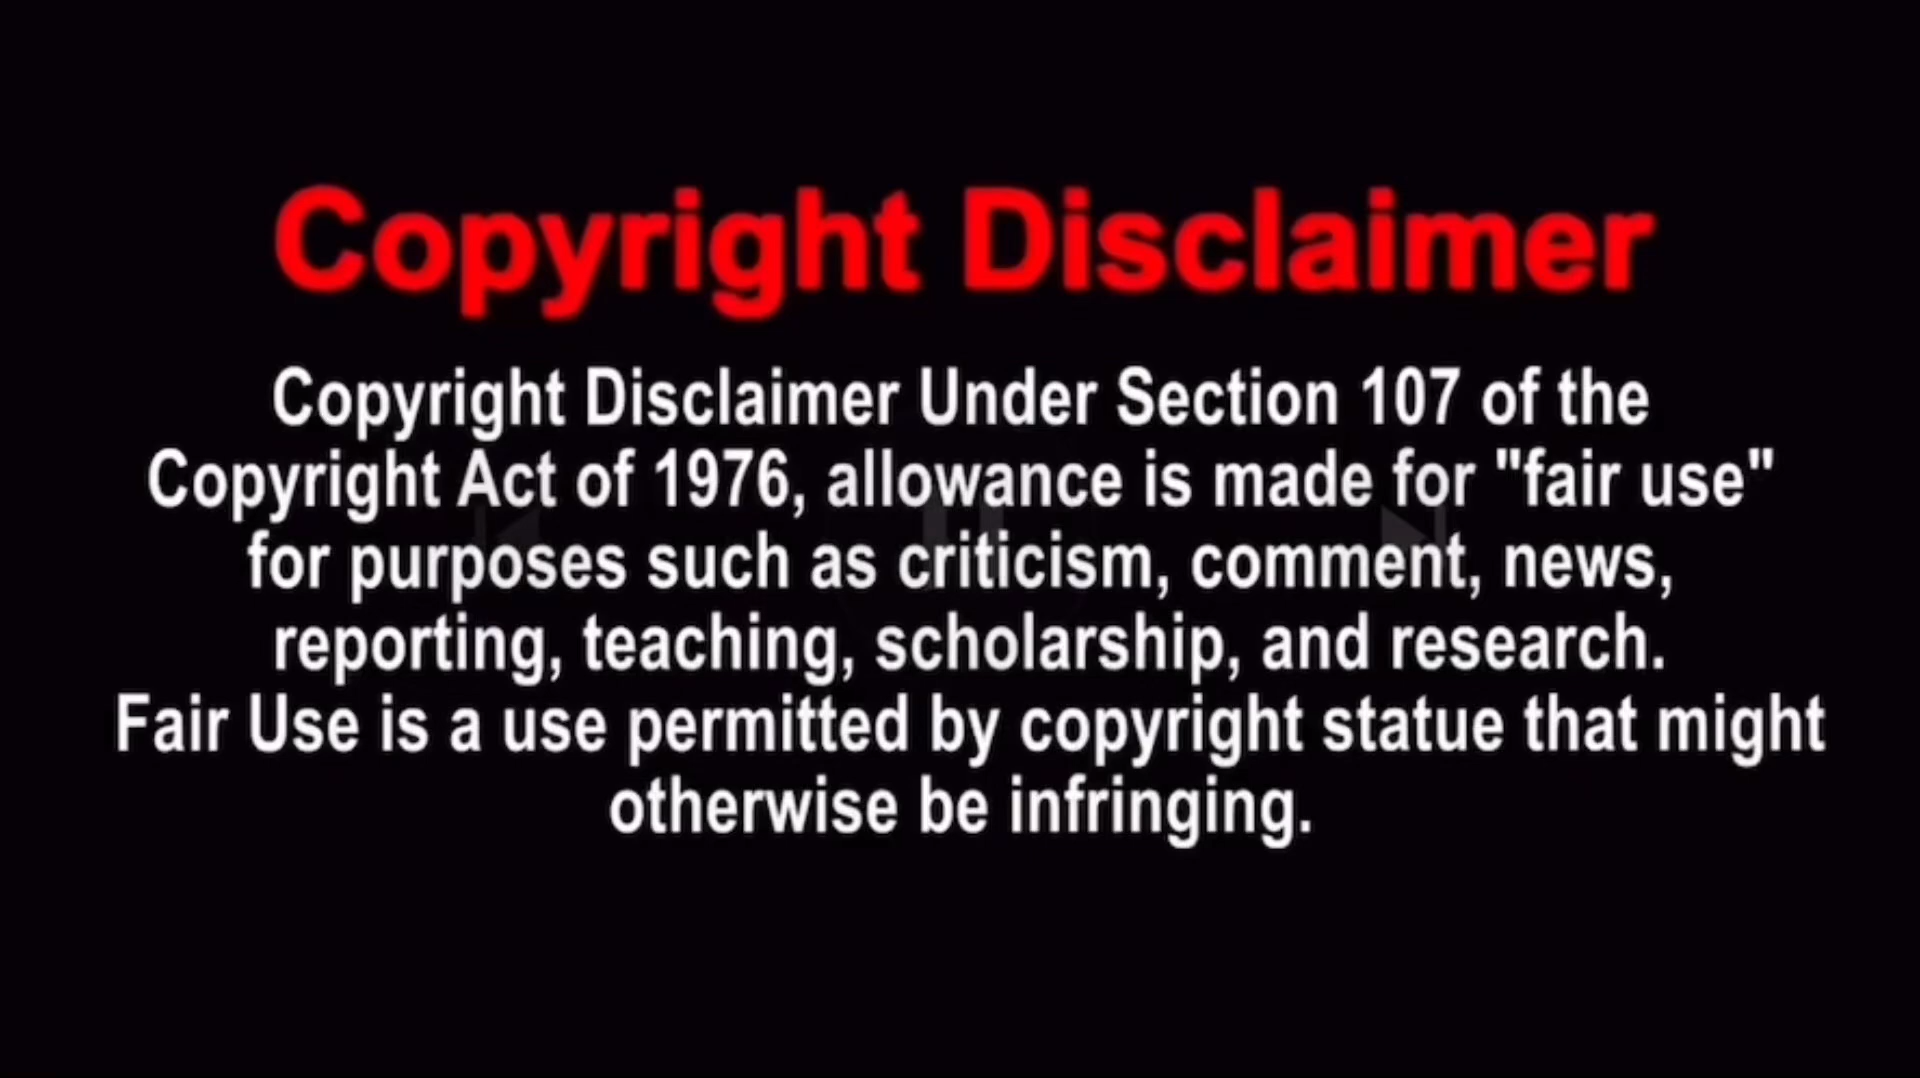 Copyright Disclaimer
Copyright Disclaimer Under Section 107 of the
Copyright Act of 1976, allowance is made for "fair use"
for purposes such as criticism, comment, news,
reporting, teaching, scholarship, and research.
Fair Use is a use permitted by copyright statue that might
otherwise be infringing.